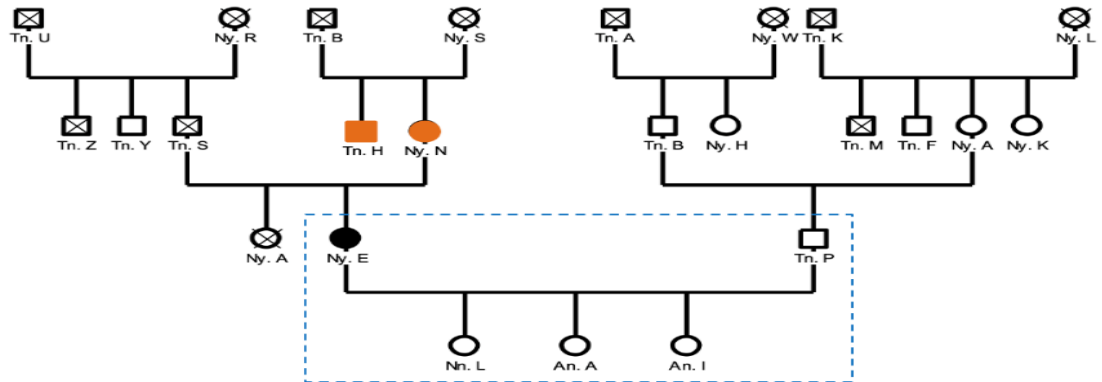 Tn. U Ny. R Tn. B Ny. S Tn. A Ny. W Tn. K Ny. L
Tn. Z Tn. Y Tn. S Tn. H Ny. N Tn. B Ny. H Tn. M Tn. F Ny. A Ny. K
Ny. A Ny. E Tn. P
Nn. L An. A An. I